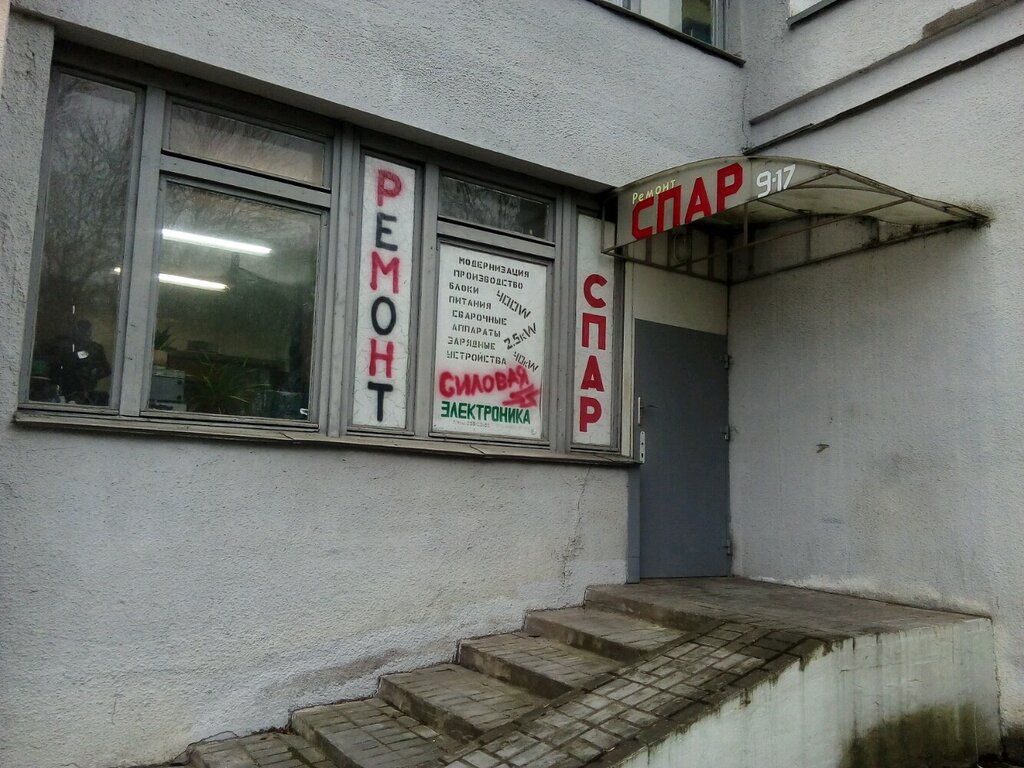 РЕМОНТ
МОДЕРНИЗАЦИЯ
ПРОИЗВОДСТВО
БЛОКИ
ПИТАНИЯ 400W
СВАРОЧНЫЕ
АППАРАТЫ 2.5kW
ЗАРЯДНЫЕ
УСТРОЙСТВА 40kW
СИЛОВАЯ
ЭЛЕКТРОНИКА
СПАР
Ремонт
СПАР 9-17